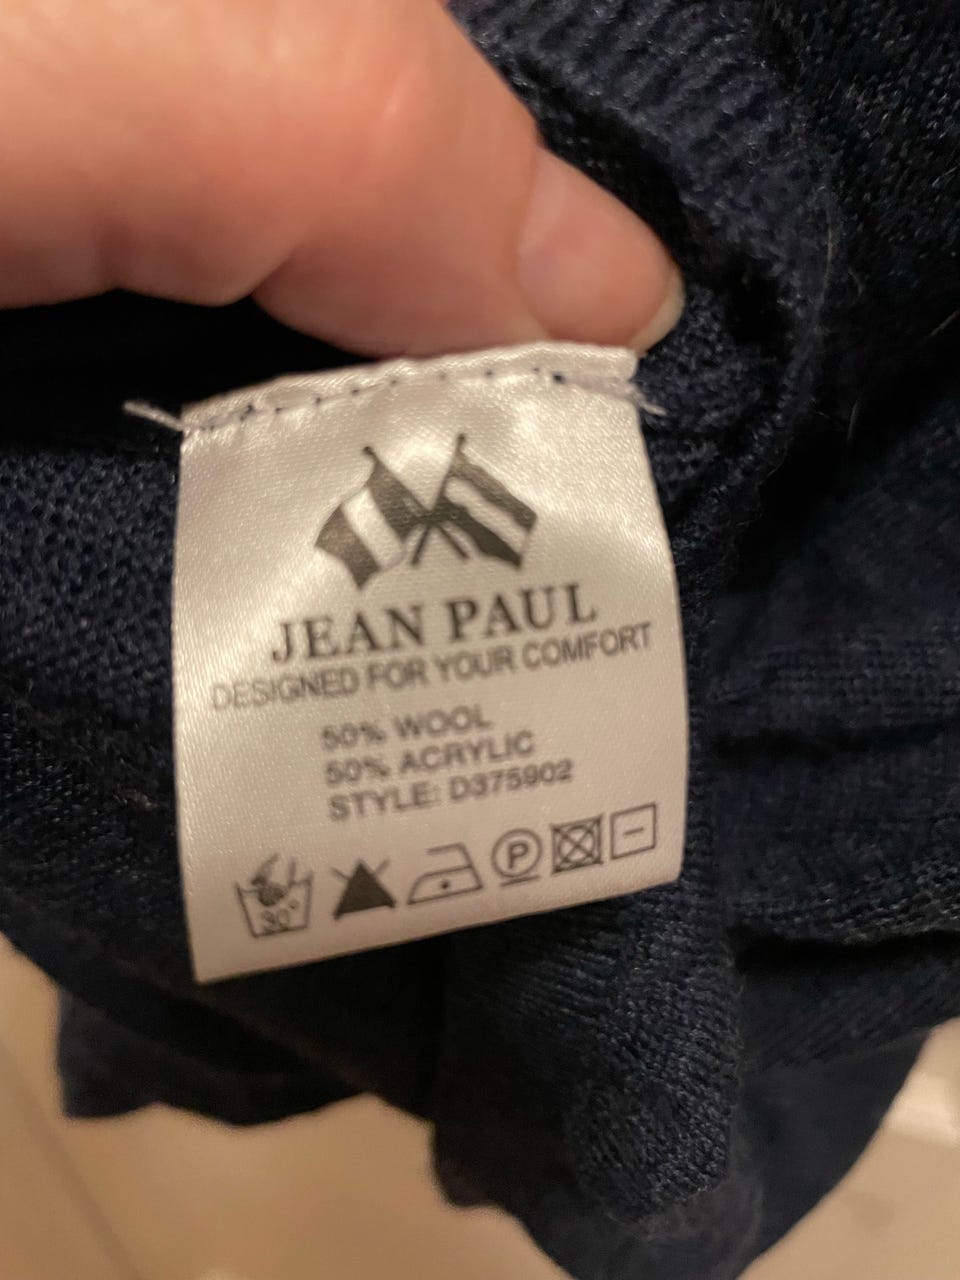 JEAN PAUL
DESIGNED FOR YOUR COMFORT
50% WOOL
50% ACRYLIC
STYLE: D375902
30° P